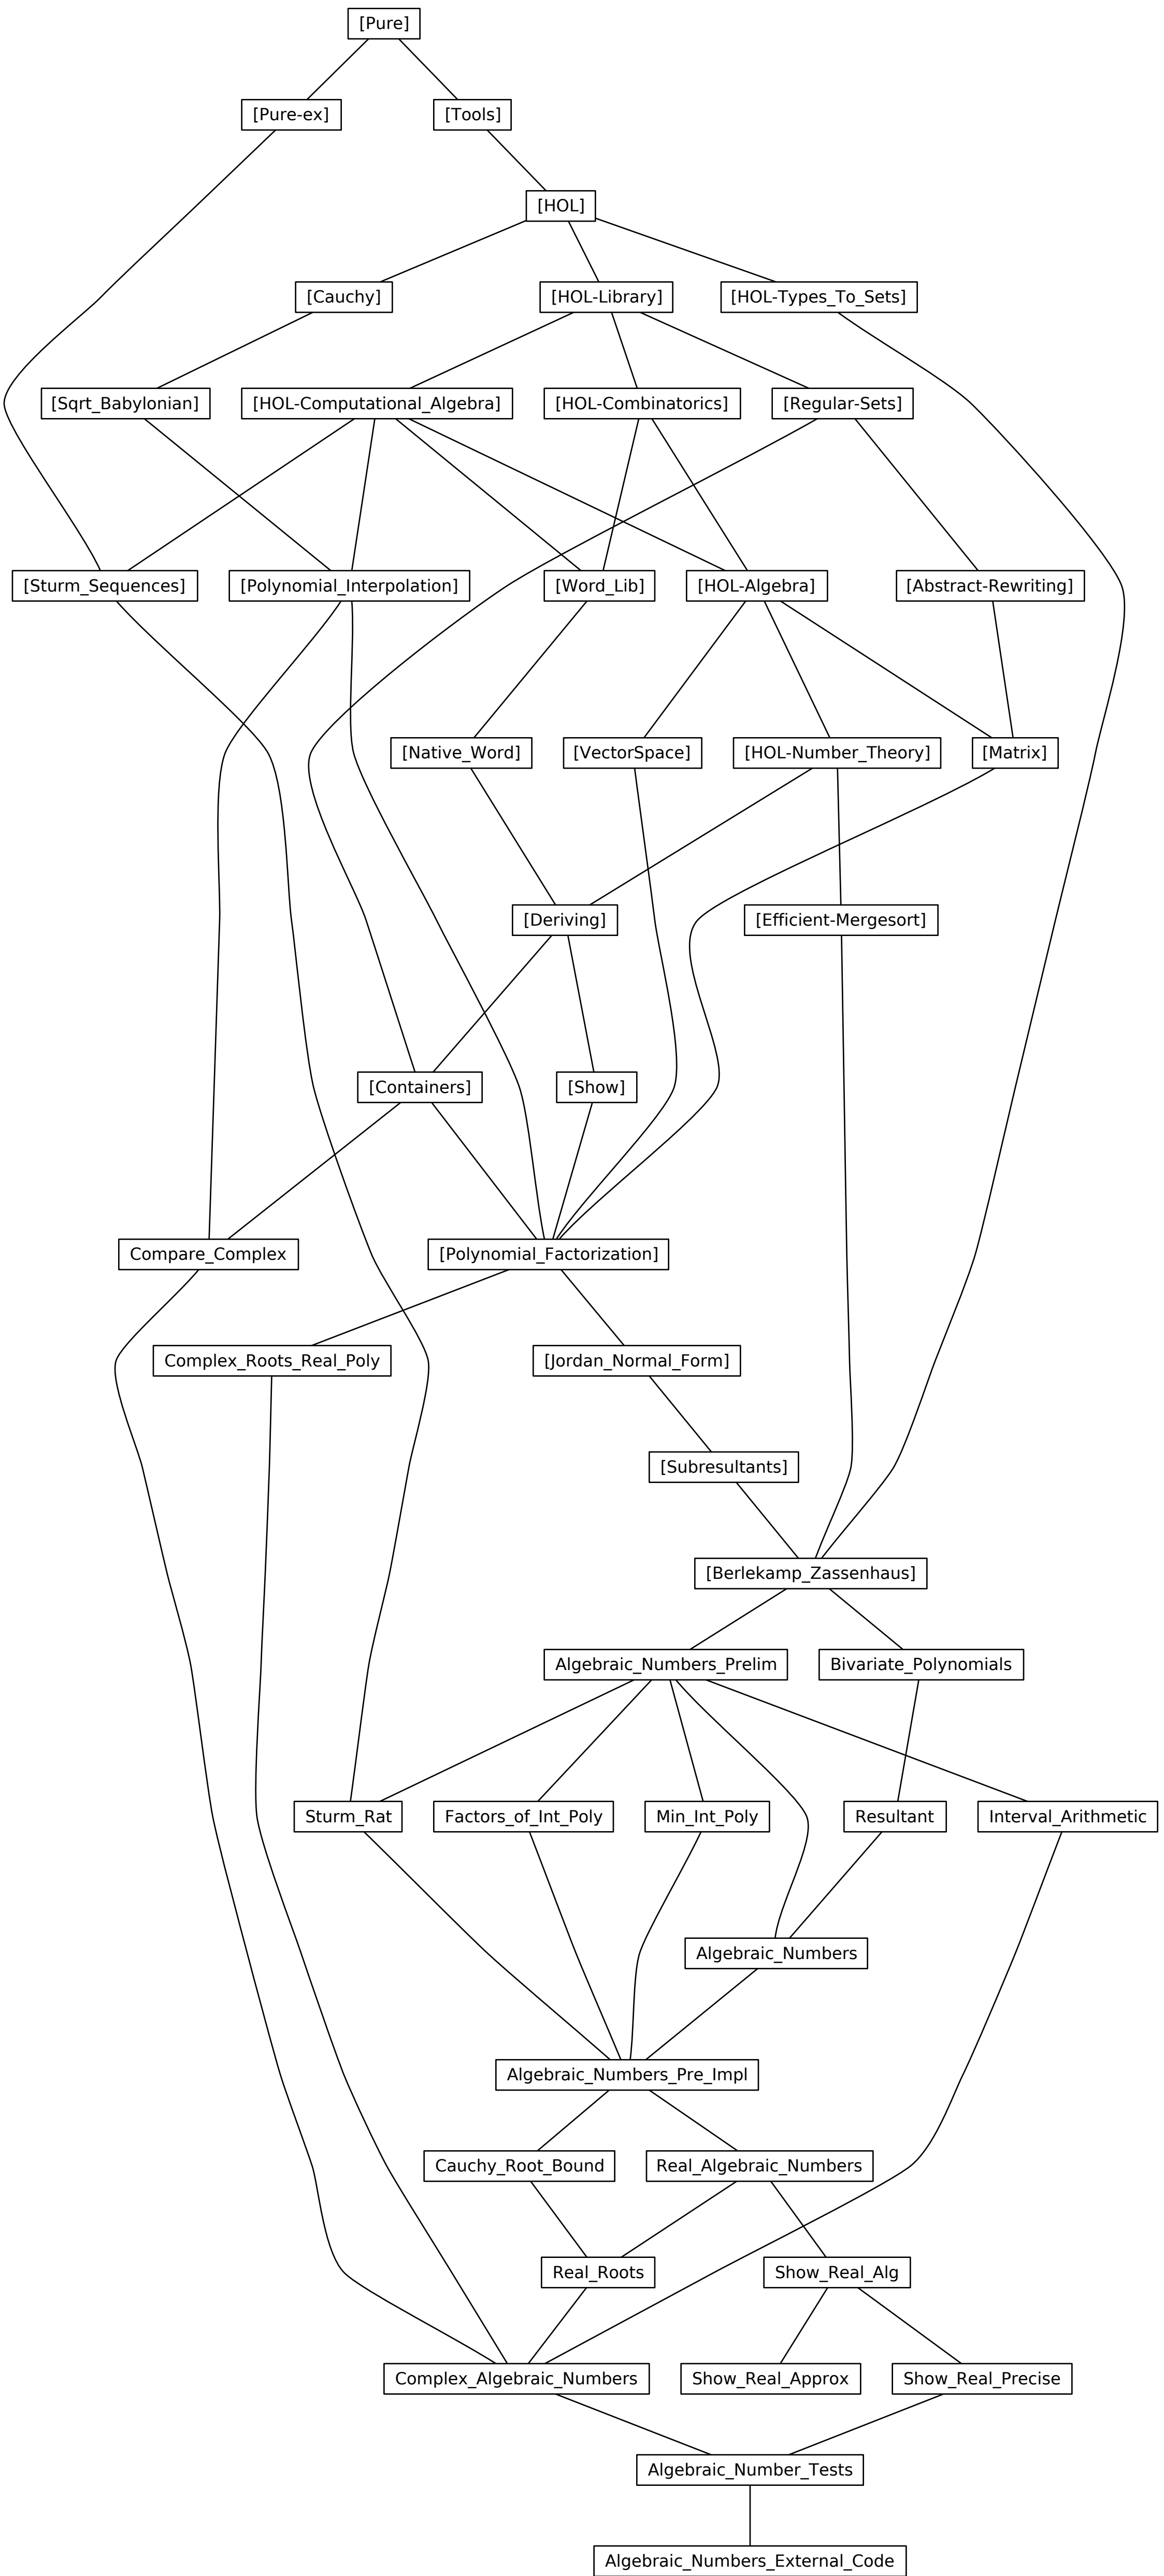 [Pure]
[Pure-ex]
[Tools]
[HOL]
[Cauchy]
[HOL-Library]
[HOL-Types_To_Sets]
[Sqrt_Babylonian]
[HOL-Computational_Algebra]
[HOL-Combinatorics]
[Regular-Sets]
[Sturm_Sequences]
[Polynomial_Interpolation]
[Word_Lib]
[HOL-Algebra]
[Abstract-Rewriting]
[Native_Word]
[VectorSpace]
[HOL-Number_Theory]
[Matrix]
[Deriving]
[Efficient-Mergesort]
[Containers]
[Show]
Compare_Complex
[Polynomial_Factorization]
Complex_Roots_Real_Poly
[Jordan_Normal_Form]
[Subresultants]
[Berlekamp_Zassenhaus]
Algebraic_Numbers_Prelim
Bivariate_Polynomials
Sturm_Rat
Factors_of_Int_Poly
Min_Int_Poly
Resultant
Interval_Arithmetic
Algebraic_Numbers
Algebraic_Numbers_Pre_Impl
Cauchy_Root_Bound
Real_Algebraic_Numbers
Real_Roots
Show_Real_Alg
Complex_Algebraic_Numbers
Show_Real_Approx
Show_Real_Precise
Algebraic_Number_Tests
Algebraic_Numbers_External_Code